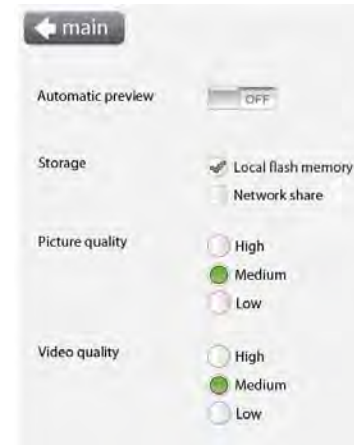 main
Automatic preview OFF
Storage Local flash memory
Network share
Picture quality High
Medium
Low
Video quality High
Medium
Low